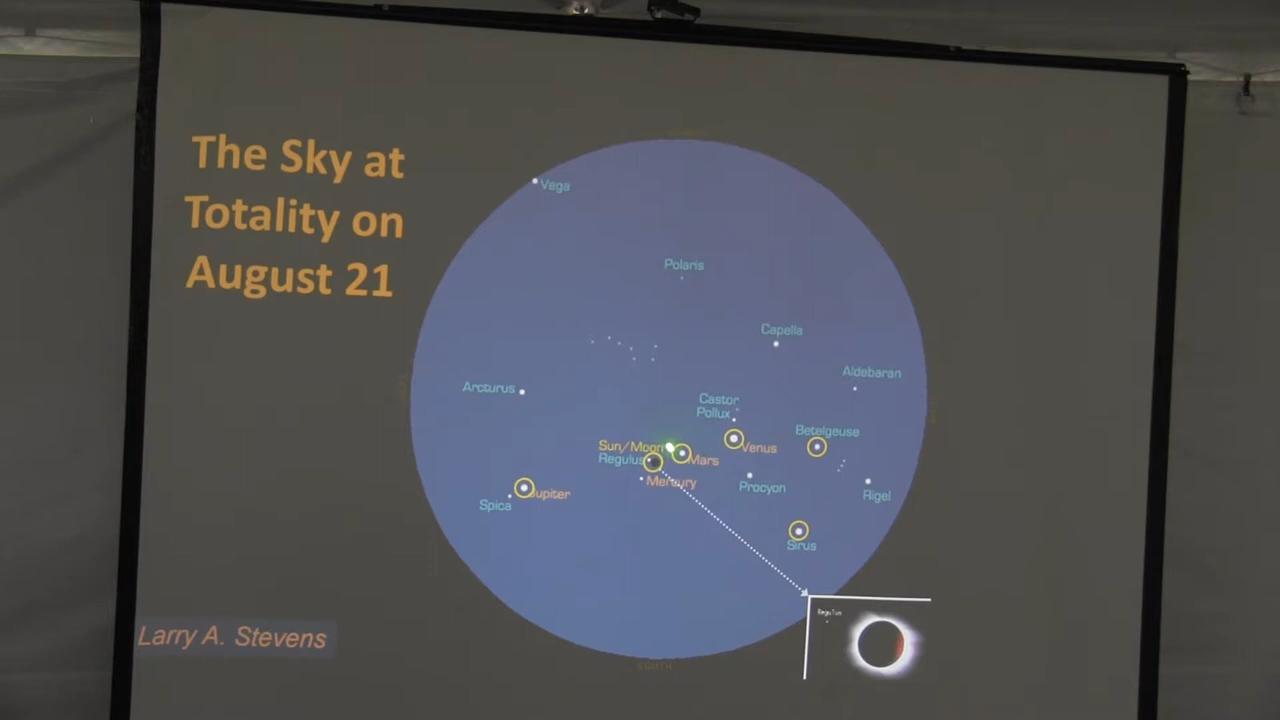 The Sky at
Totality on
August 21
Vega
Polaris
Capella
Aldebaran
Arcturus
Castor
Pollux
Betelgeuse
Sun/Moon
Venus
Regulus
Mars
Mercury
Procyon
Jupiter
Rigel
Spica
Sirus
SOUTH
Larry A. Stevens